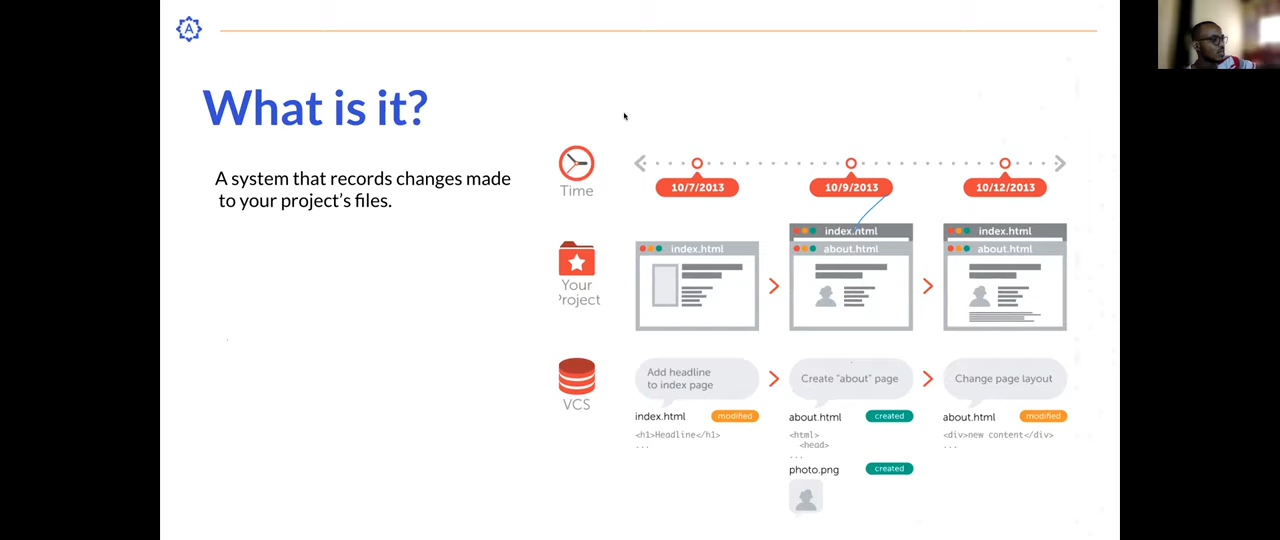 A
What is it?
A system that records changes made
to your project's files.
Time
10/7/2013
10/9/2013
10/12/2013
Your
Project
index.html
index.html
about.html
index.html
about.html
VCS
Add headline
to index page
Create "about" page
Change page layout
index.html modified
<h1>Headline</h1>
...
about.html created
<html>
<head>
...
photo.png created
about.html modified
<div>new content</div>
...